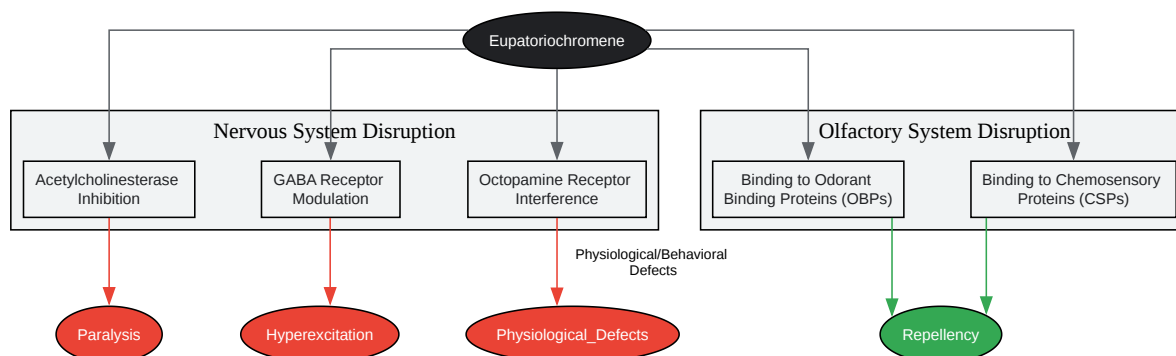 Eupatoriochromene
Nervous System Disruption
Olfactory System Disruption
Acetylcholinesterase
Inhibition
GABA Receptor
Modulation
Octopamine Receptor
Interference
Binding to Odorant
Binding Proteins (OBPs)
Binding to Chemosensory
Proteins (CSPs)
Physiological/Behavioral
Defects
Paralysis
Hyperexcitation
Physiological_Defects
Repellency